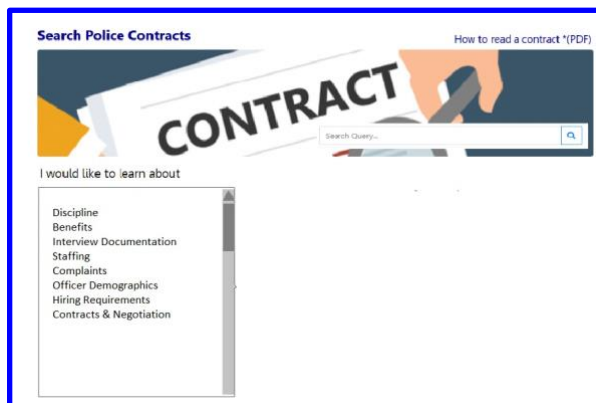 Search Police Contracts
How to read a contract *(PDF)
CONTRACT
Search Query...
I would like to learn about
Discipline
Benefits
Interview Documentation
Staffing
Complaints
Officer Demographics
Hiring Requirements
Contracts & Negotiation